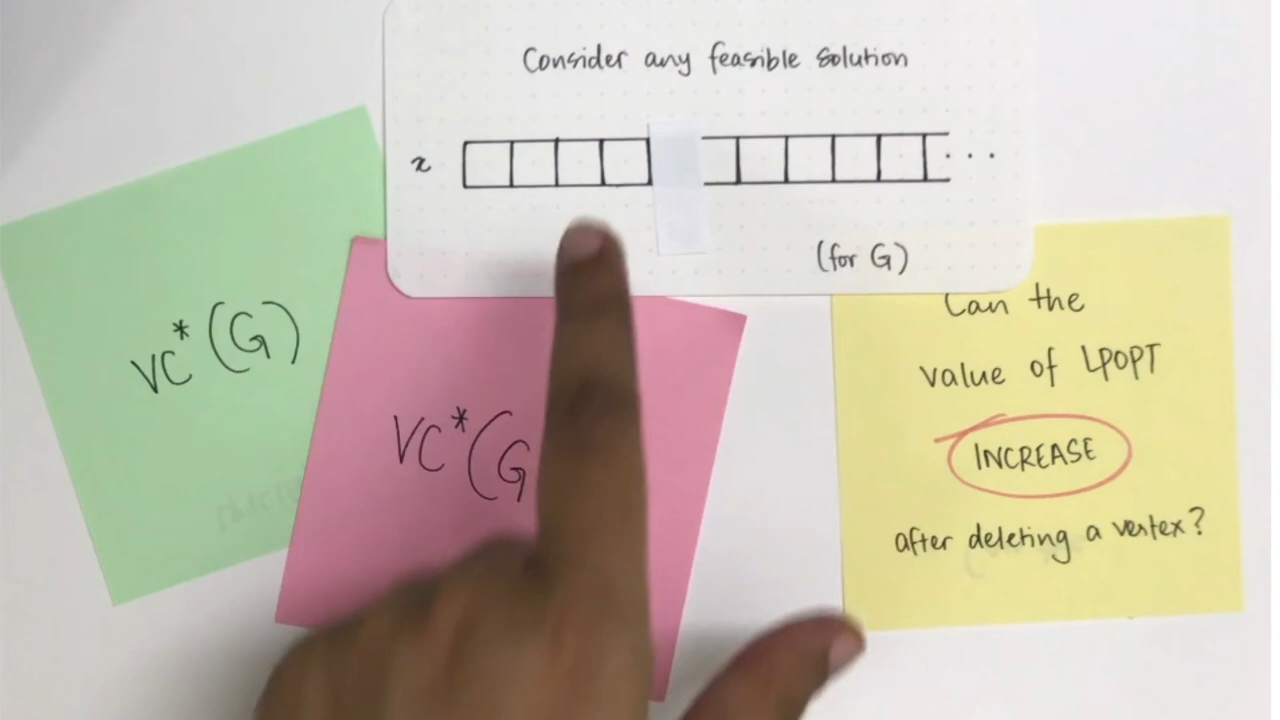 Consider any feasible solution
x
...
(for G)
VC*(G)
VC*(G
Can the
value of LPOPT
INCREASE
after deleting a vertex?